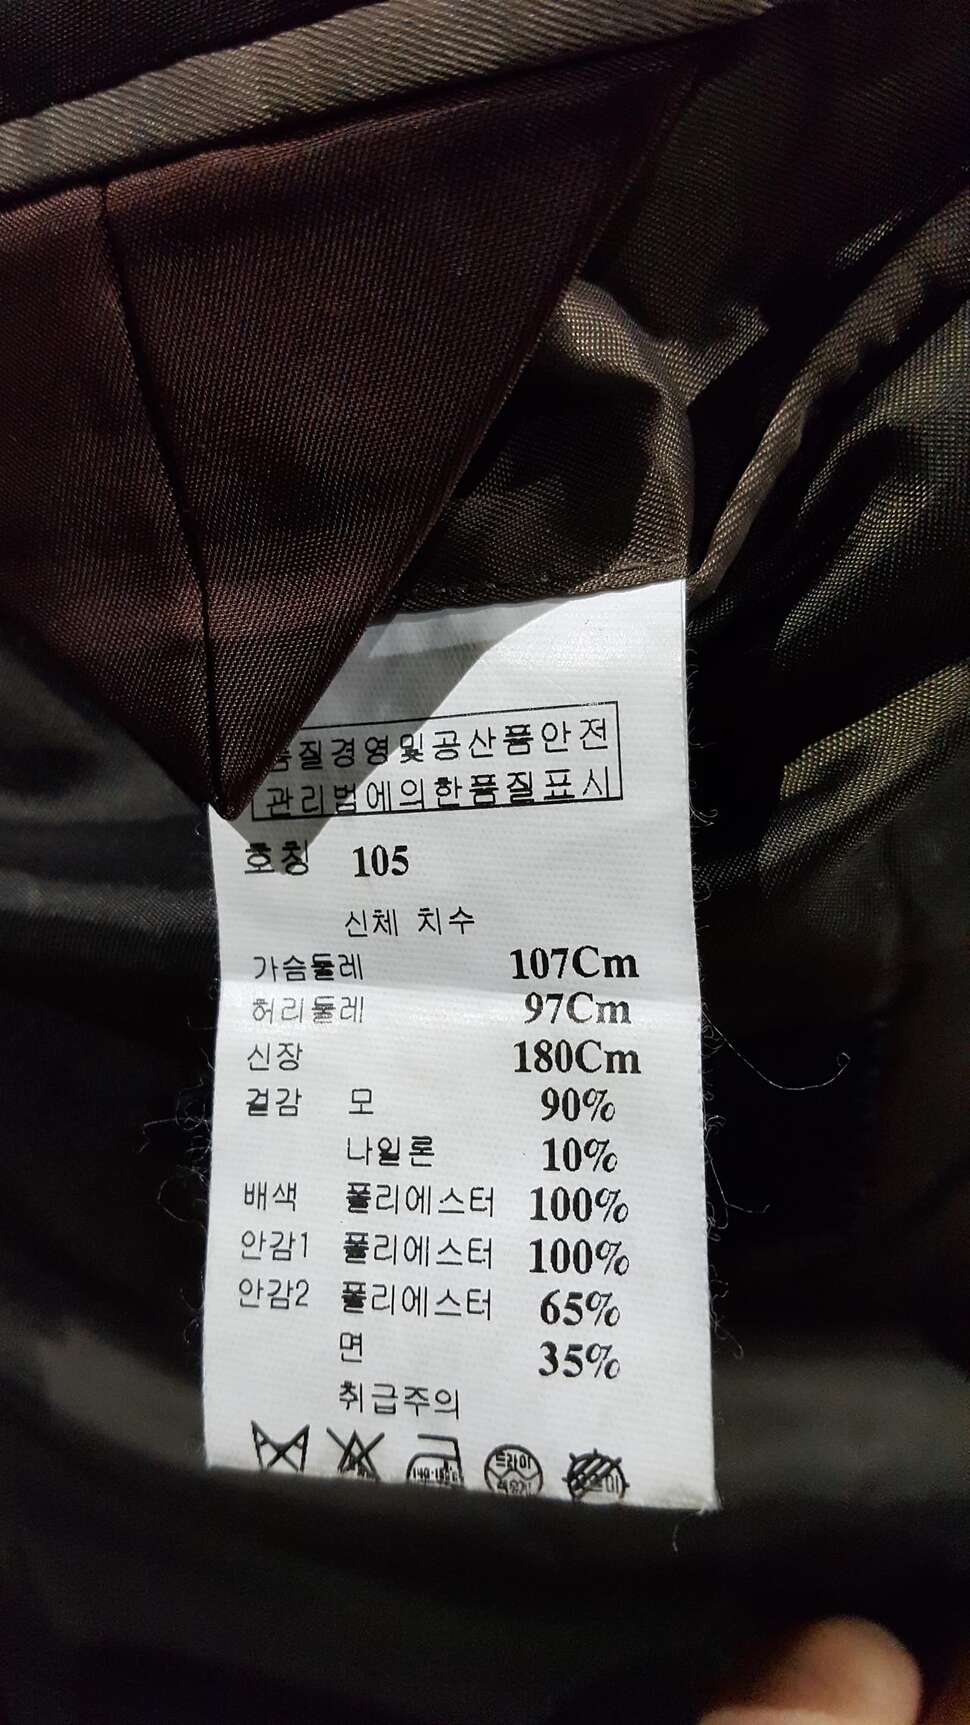 품질경영및공산품안전
관리법에의한품질표시
호칭 105
신체 치수
가슴둘레 107Cm
허리둘레 97Cm
신장 180Cm
겉감 모 90%
나일론 10%
배색 폴리에스터 100%
안감1 폴리에스터 100%
안감2 폴리에스터 65%
면 35%
취급주의
드라이